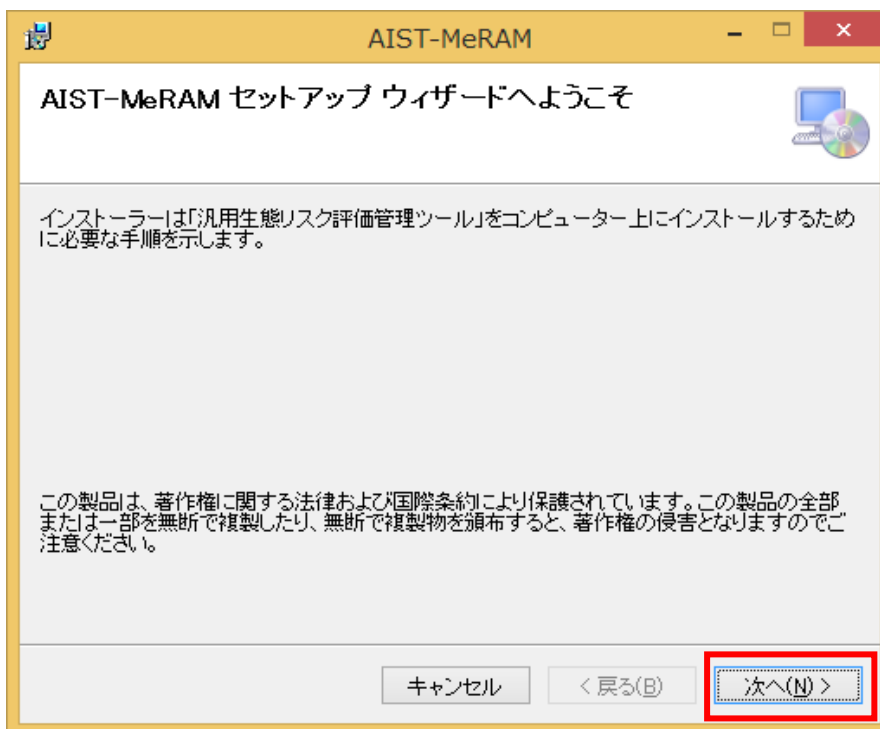 AIST-MeRAM
AIST-MeRAM セットアップ ウィザードへようこそ
インストーラーは「汎用生態リスク評価管理ツール」をコンピューター上にインストールするため
に必要な手順を示します。
この製品は、著作権に関する法律および国際条約により保護されています。この製品の全部
または一部を無断で複製したり、無断で複製物を頒布すると、著作権の侵害となりますのでご
注意ください。
キャンセル
< 戻る(B)
次へ(N) >